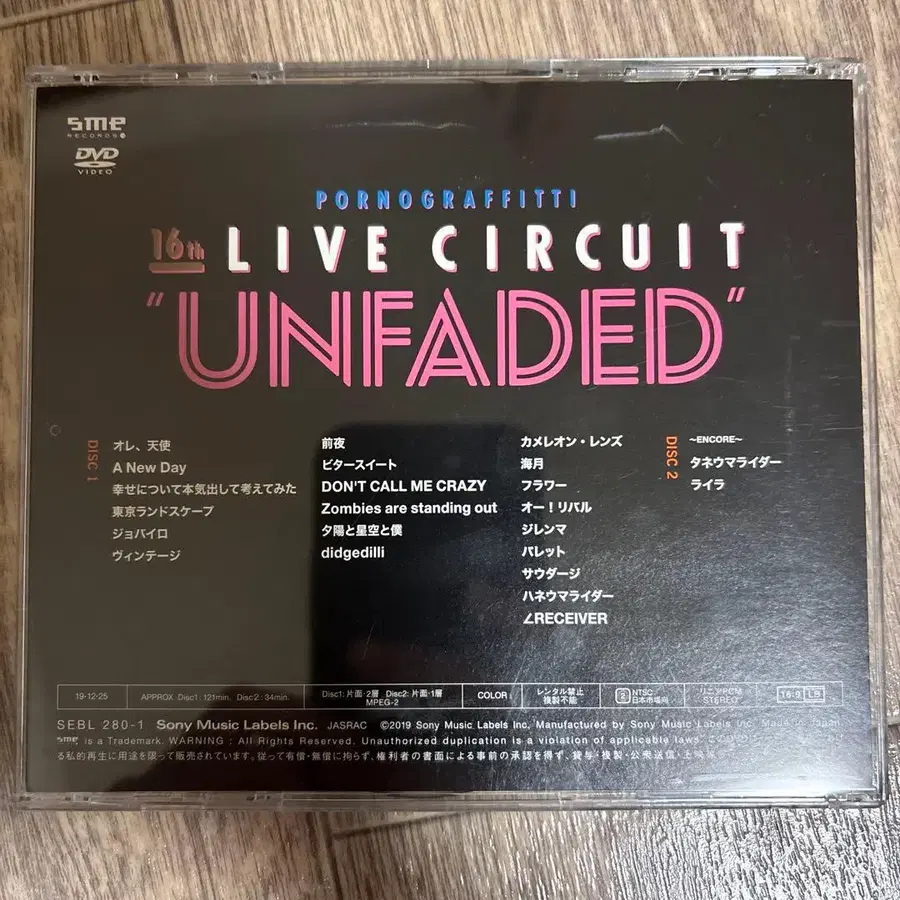 sme
RECORDS
DVD
VIDEO
PORNOGRAFFITTI
16th LIVE CIRCUIT
"UNFADED"
DISC 1
オレ、天使
A New Day
幸せについて本気出して考えてみた
東京ランドスケープ
ジョバイロ
ヴィンテージ
前夜
ビタースイート
DON'T CALL ME CRAZY
Zombies are standing out
夕陽と星空と僕
didgedilli
カメレオン・レンズ
海月
フラワー
オー!リバル
ジレンマ
パレット
サウダージ
ハネウマライダー
∠RECEIVER
DISC 2
~ENCORE~
タネウマライダー
ライラ
19·12·25
APPROX Disc1: 121min. Disc2: 34min.
Disc1: 片面·2層 Disc2: 片面·1層
MPEG-2
COLOR
レンタル禁止
複製不能
2 NTSC
日本市場向
リニアPCM
STEREO
16:9 LB
SEBL 280-1 Sony Music Labels Inc. JASRAC ©2019 Sony Music Labels Inc. Manufactured by Sony Music Labels Inc. Made in Japan
sme is a Trademark. WARNING : All Rights Reserved. Unauthorized duplication is a violation of applicable laws.
る私的再生に用途を限って販売されています。従って有償・無償に拘らず、権利者の書面による事前の承認を得ず、貸与・複製・公衆送信・上映